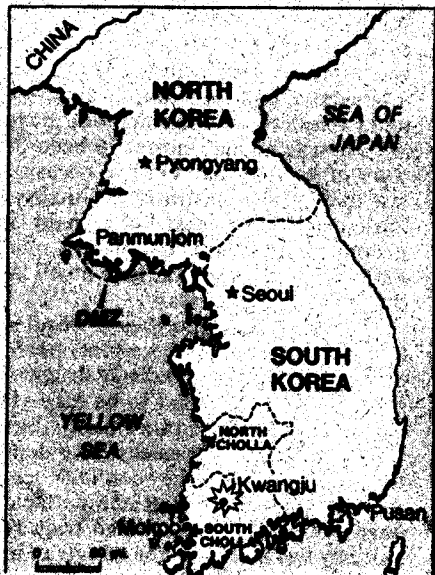 CHINA
NORTH
KOREA
SEA OF
JAPAN
Pyongyang
Panmunjom
DMZ
Seoul
SOUTH
KOREA
YELLOW
SEA
NORTH
CHOLLA
Kwangju
Pusan
SOUTH
CHOLLA
0